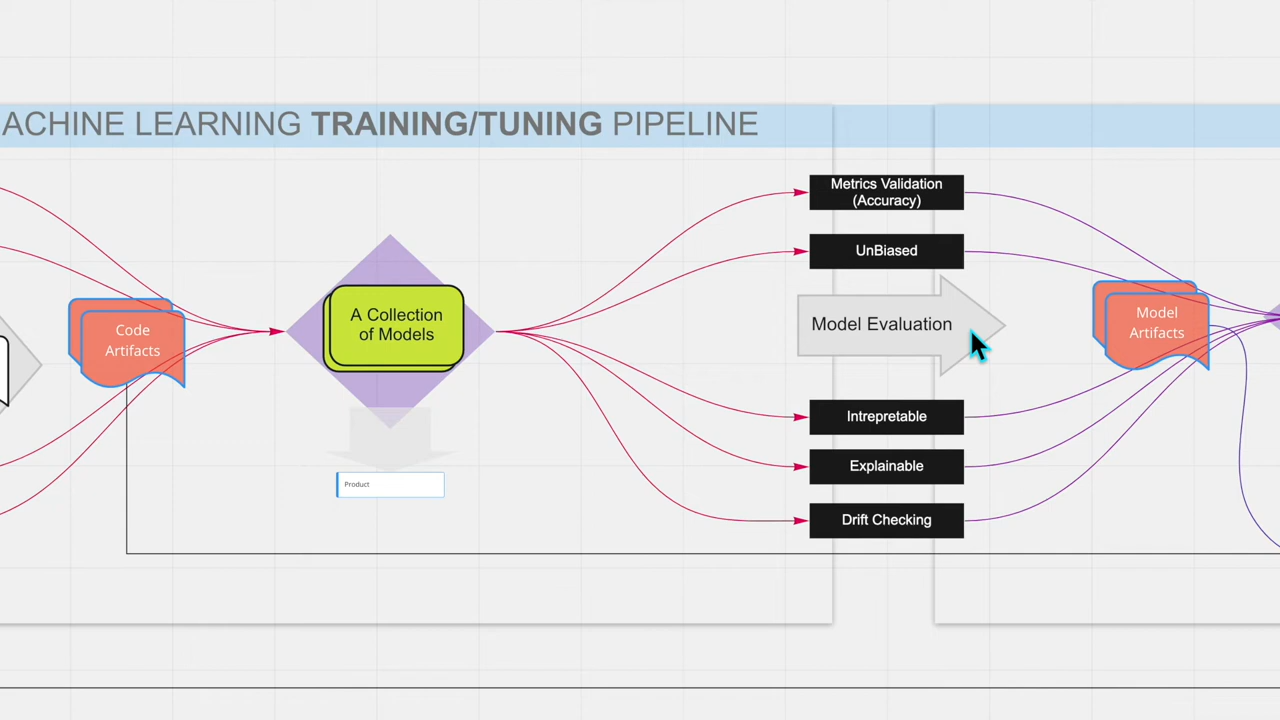 ACHINE LEARNING TRAINING/TUNING PIPELINE
Code
Artifacts
A Collection
of Models
Product
Metrics Validation
(Accuracy)
UnBiased
Model Evaluation
Intrepretable
Explainable
Drift Checking
Model
Artifacts